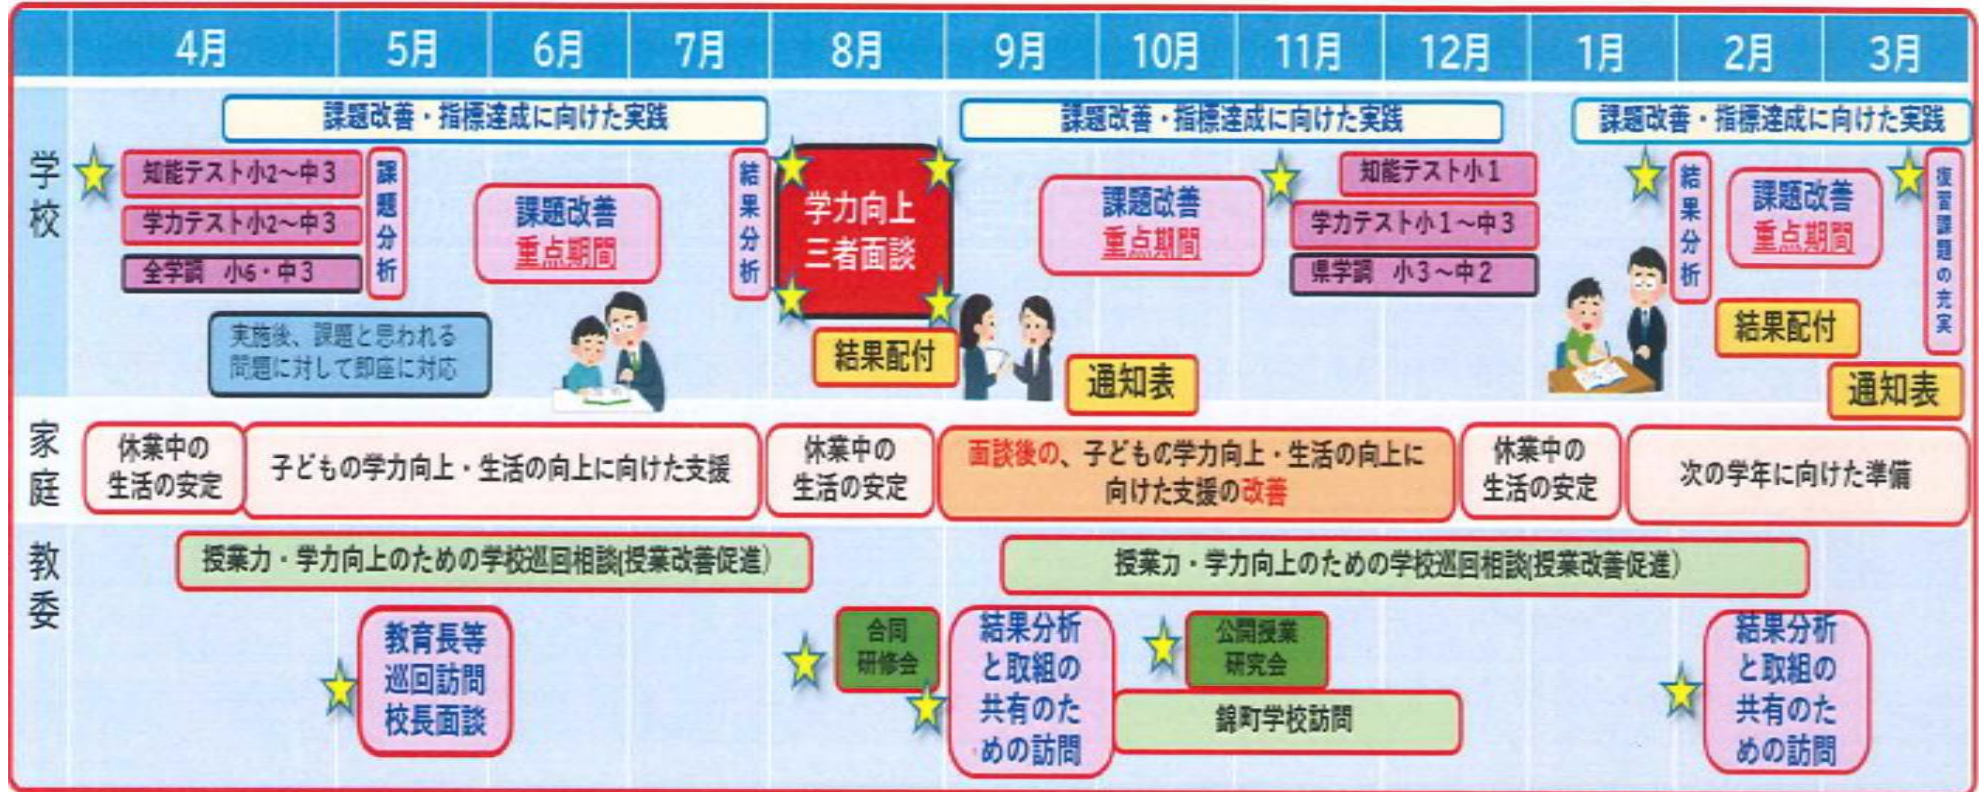 4月 5月 6月 7月 8月 9月 10月 11月 12月 1月 2月 3月
学校
課題改善・指標達成に向けた実践
課題改善・指標達成に向けた実践
課題改善・指標達成に向けた実践
知能テスト小2〜中3
学力テスト小2〜中3
全学調 小6・中3
課題分析
実施後、課題と思われる
問題に対して即座に対応
課題改善
重点期間
結果分析
学力向上
三者面談
結果配付
課題改善
重点期間
通知表
知能テスト小1
学力テスト小1〜中3
県学調 小3〜中2
結果分析
課題改善
重点期間
結果配付
復習課題の充実
通知表
家庭
休業中の
生活の安定
子どもの学力向上・生活の向上に向けた支援
休業中の
生活の安定
面談後の、子どもの学力向上・生活の向上に
向けた支援の改善
休業中の
生活の安定
次の学年に向けた準備
教委
授業力・学力向上のための学校巡回相談(授業改善促進)
授業力・学力向上のための学校巡回相談(授業改善促進)
教育長等
巡回訪問
校長面談
合同
研修会
結果分析
と取組の
共有のた
めの訪問
公開授業
研究会
錦町学校訪問
結果分析
と取組の
共有のた
めの訪問